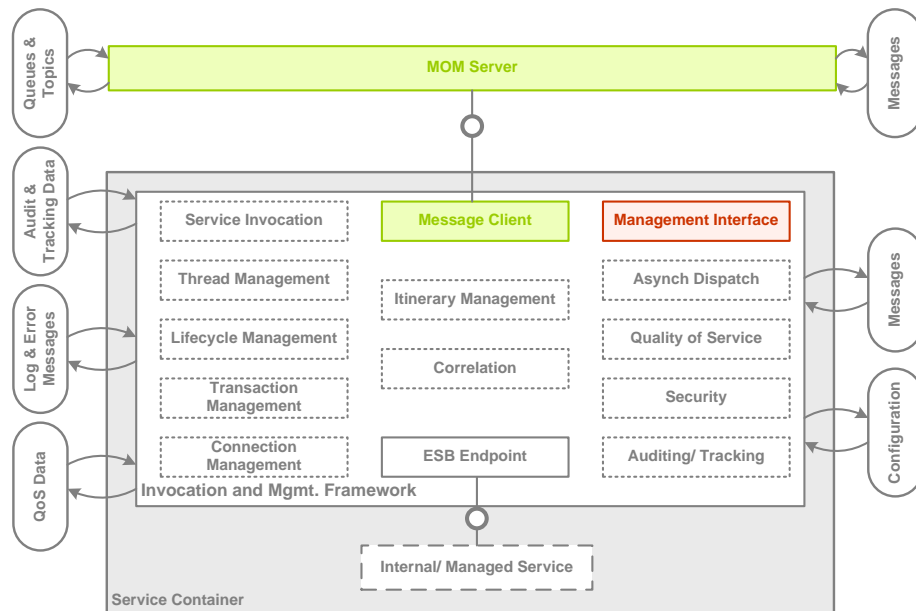 Queues &
Topics
MOM Server
Messages
Audit &
Tracking Data
Service Invocation
Message Client
Management Interface
Thread Management
Itinerary Management
Asynch Dispatch
Messages
Log & Error
Messages
Lifecycle Management
Correlation
Quality of Service
Transaction
Management
Security
Configuration
QoS Data
Connection
Management
ESB Endpoint
Auditing/ Tracking
Invocation and Mgmt. Framework
Internal/ Managed Service
Service Container